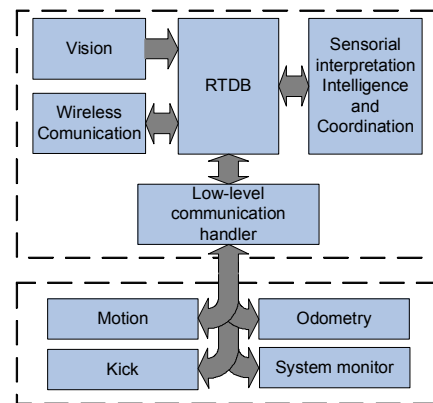 Vision
Wireless
Comunication
RTDB
Sensorial
interpretation
Intelligence
and
Coordination
Low-level
communication
handler
Motion
Odometry
Kick
System monitor